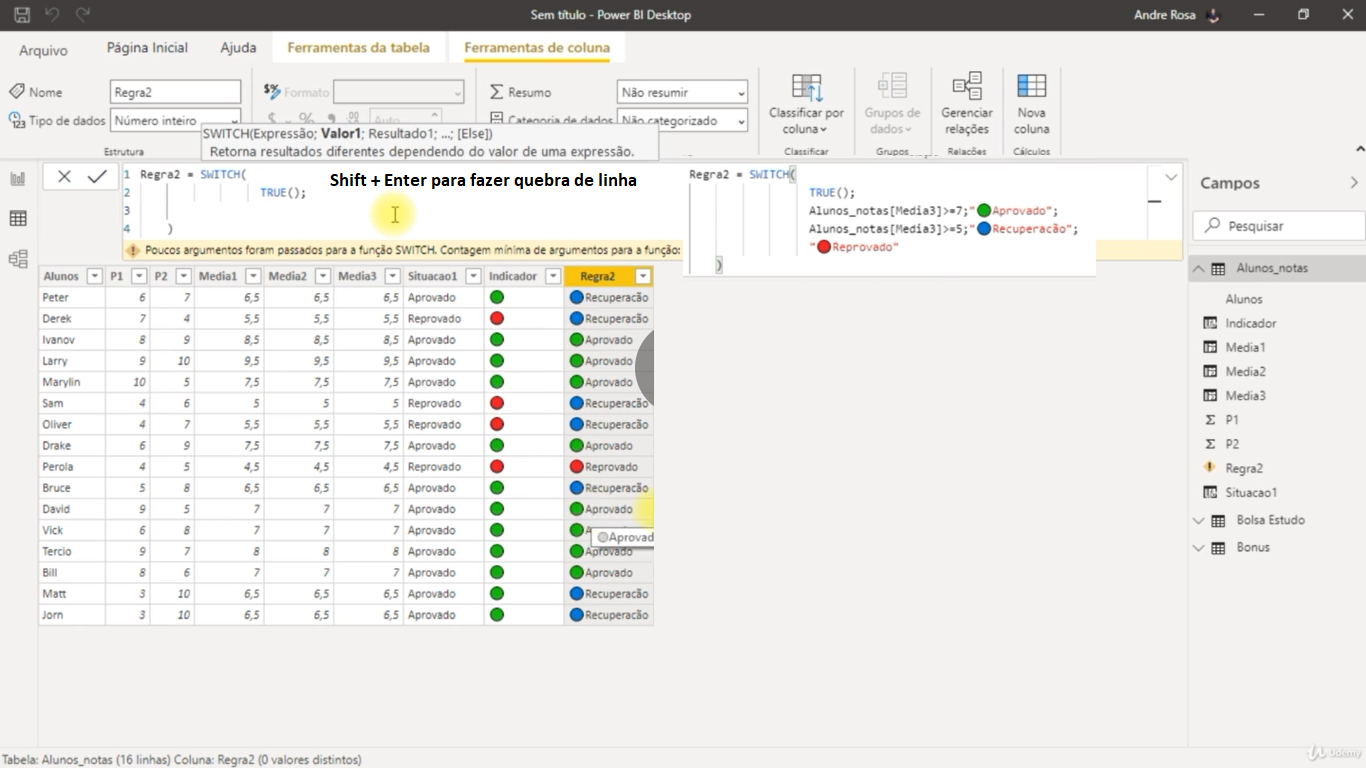 Sem título - Power BI Desktop
Andre Rosa
Arquivo
Página Inicial
Ajuda
Ferramentas da tabela
Ferramentas de coluna
Nome
Regra2
Formato
Resumo
Não resumir
Tipo de dados
Número inteiro
Auto
Categoria de dados
Não categorizado
Classificar por
coluna
Grupos de
dados
Gerenciar
relações
Nova
coluna
Estrutura
Classificar
Grupos
Relações
Cálculos
SWITCH(Expressão; Valor1; Resultado1; ...; [Else])
Retorna resultados diferentes dependendo do valor de uma expressão.
1 Regra2 = SWITCH(
2 TRUE();
3
4 )
Shift + Enter para fazer quebra de linha
Poucos argumentos foram passados para a função SWITCH. Contagem mínima de argumentos para a função:
Regra2 = SWITCH(
TRUE();
Alunos_notas[Media3]>=7;"🟢Aprovado";
Alunos_notas[Media3]>=5;"🔵Recuperacão";
"🔴Reprovado"
)
Alunos P1 P2 Media1 Media2 Media3 Situacao1 Indicador Regra2
Peter 6 7 6,5 6,5 6,5 Aprovado Recuperacão
Derek 7 4 5,5 5,5 5,5 Reprovado Recuperacão
Ivanov 8 9 8,5 8,5 8,5 Aprovado Aprovado
Larry 9 10 9,5 9,5 9,5 Aprovado Aprovado
Marylin 10 5 7,5 7,5 7,5 Aprovado Aprovado
Sam 4 6 5 5 5 Reprovado Recuperacão
Oliver 4 7 5,5 5,5 5,5 Reprovado Recuperacão
Drake 6 9 7,5 7,5 7,5 Aprovado Aprovado
Perola 4 5 4,5 4,5 4,5 Reprovado Reprovado
Bruce 5 8 6,5 6,5 6,5 Aprovado Recuperacão
David 9 5 7 7 7 Aprovado Aprovado
Vick 6 8 7 7 7 Aprovado
Aprovad
Tercio 9 7 8 8 8 Aprovado Aprovado
Bill 8 6 7 7 7 Aprovado Aprovado
Matt 3 10 6,5 6,5 6,5 Aprovado Recuperacão
Jorn 3 10 6,5 6,5 6,5 Aprovado Recuperacão
Campos
Pesquisar
Alunos_notas
Alunos
Indicador
Media1
Media2
Media3
P1
P2
Regra2
Situacao1
Bolsa Estudo
Bonus
Tabela: Alunos_notas (16 linhas) Coluna: Regra2 (0 valores distintos)
Udemy